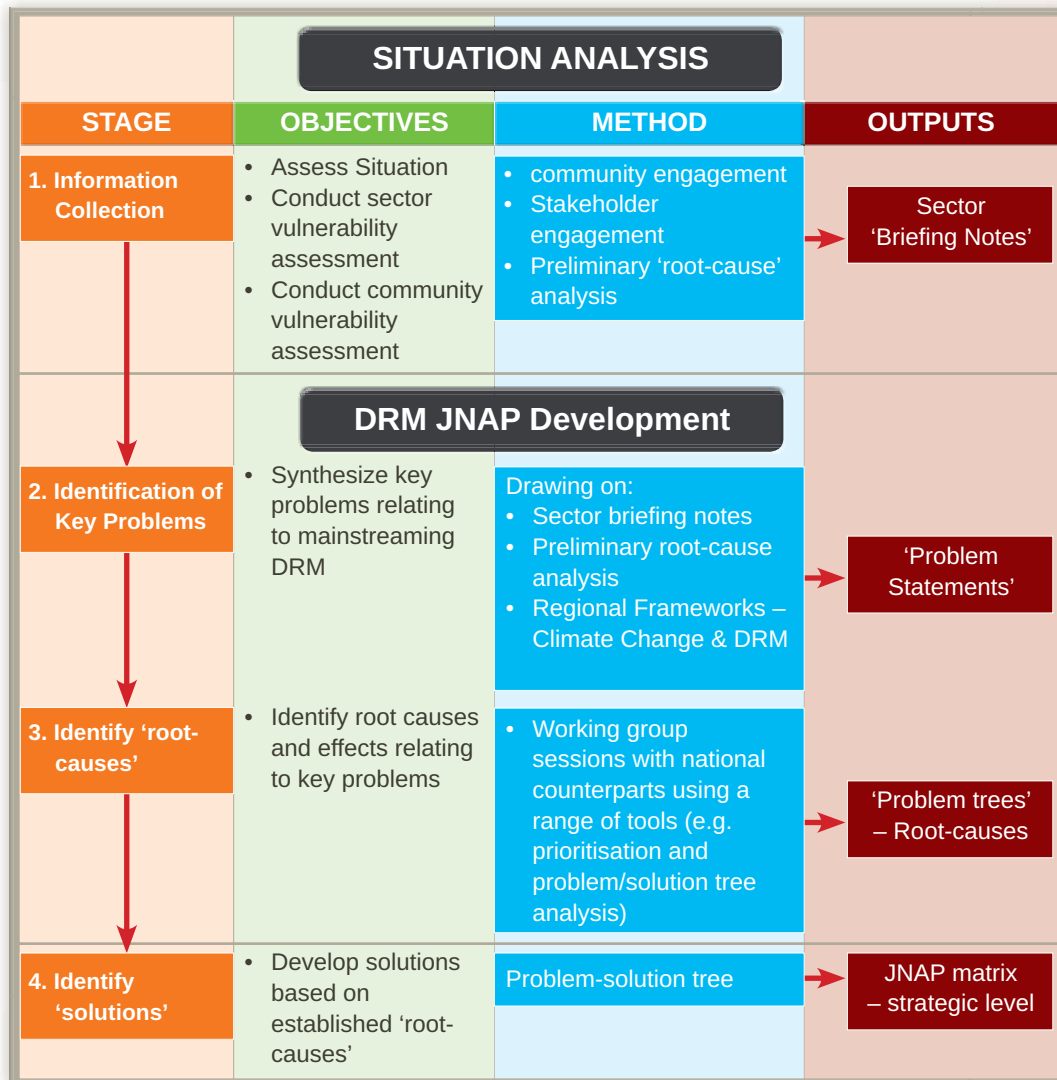 SITUATION ANALYSIS
STAGE
OBJECTIVES
METHOD
OUTPUTS
1. Information
Collection
• Assess Situation
• Conduct sector
vulnerability
assessment
• Conduct community
vulnerability
assessment
• community engagement
• Stakeholder
engagement
• Preliminary ‘root-cause’
analysis
Sector
‘Briefing Notes’
DRM JNAP Development
2. Identification of
Key Problems
• Synthesize key
problems relating
to mainstreaming
DRM
Drawing on:
• Sector briefing notes
• Preliminary root-cause
analysis
• Regional Frameworks –
Climate Change & DRM
‘Problem
Statements’
3. Identify ‘root-
causes’
• Identify root causes
and effects relating
to key problems
• Working group
sessions with national
counterparts using a
range of tools (e.g.
prioritisation and
problem/solution tree
analysis)
‘Problem trees’
– Root-causes
4. Identify
‘solutions’
• Develop solutions
based on
established ‘root-
causes’
Problem-solution tree
JNAP matrix
– strategic level